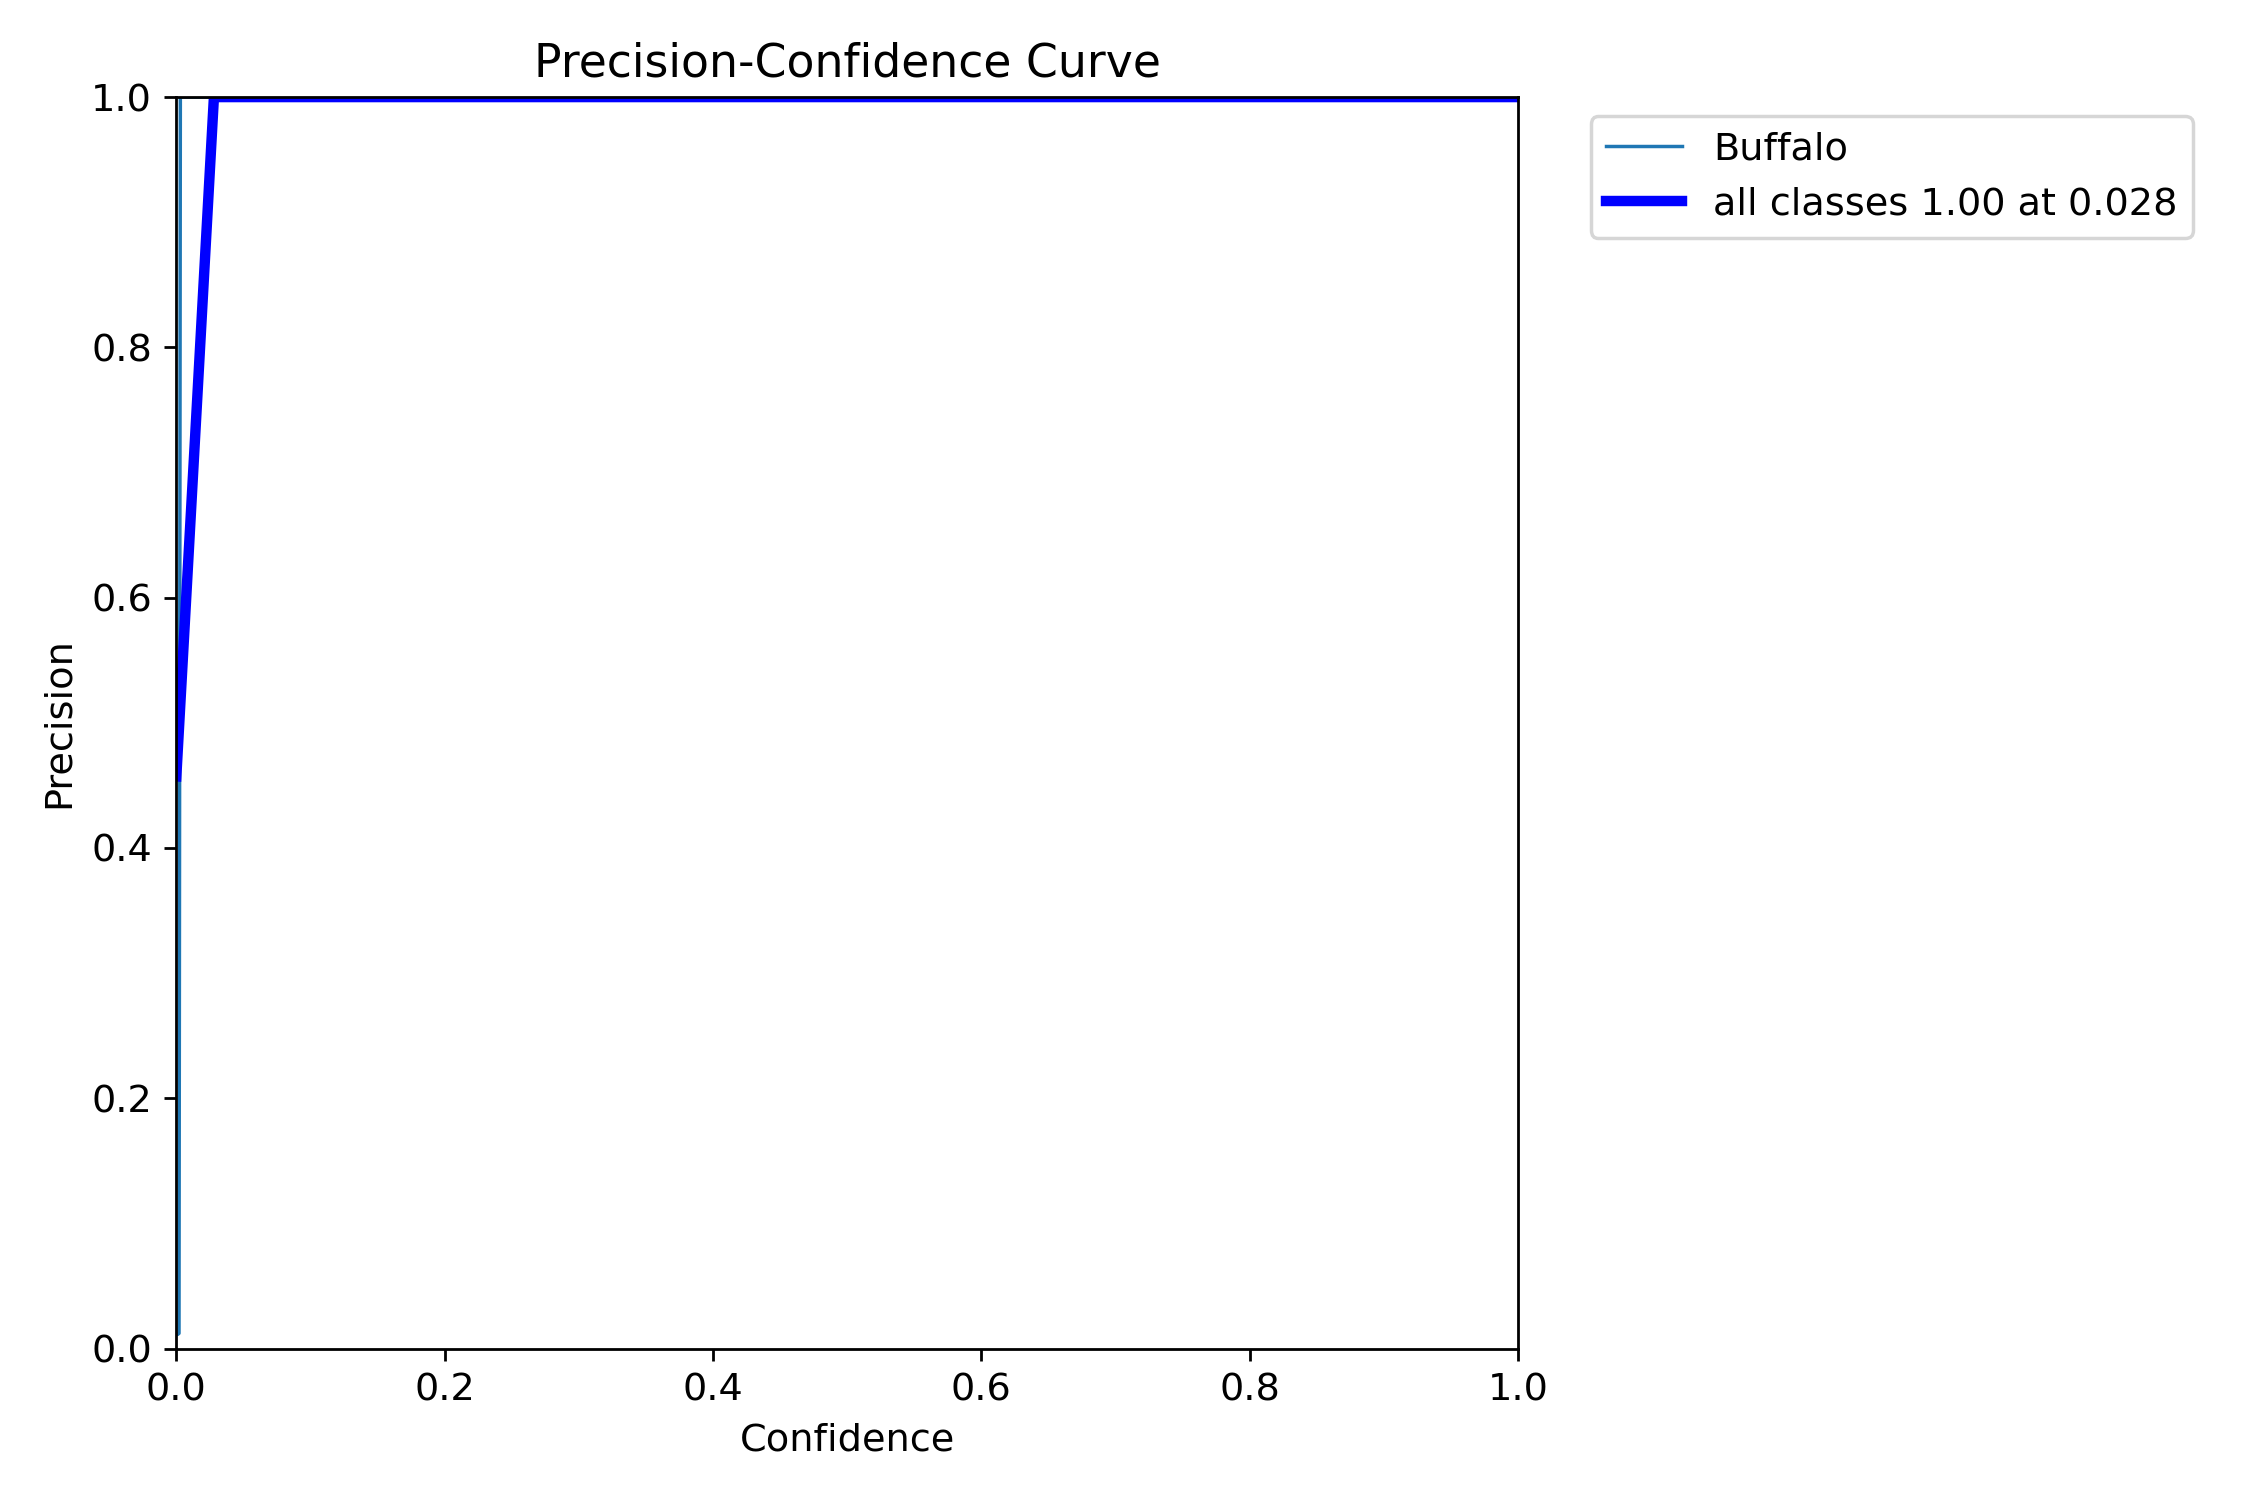 Precision-Confidence Curve
1.0
0.8
0.6
0.4
0.2
0.0
Precision
0.0 0.2 0.4 0.6 0.8 1.0
Confidence
Buffalo
all classes 1.00 at 0.028